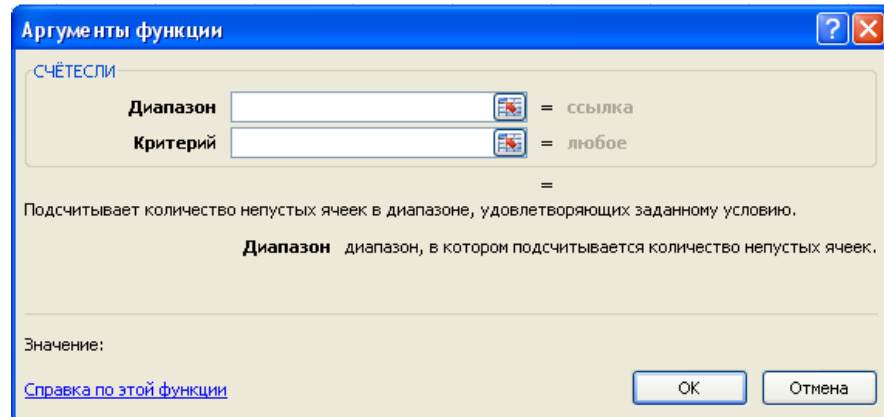 Аргументы функции
СЧЁТЕСЛИ
Диапазон = ссылка
Критерий = любое
=
Подсчитывает количество непустых ячеек в диапазоне, удовлетворяющих заданному условию.
Диапазон диапазон, в котором подсчитывается количество непустых ячеек.
Значение:
Справка по этой функции OK Отмена